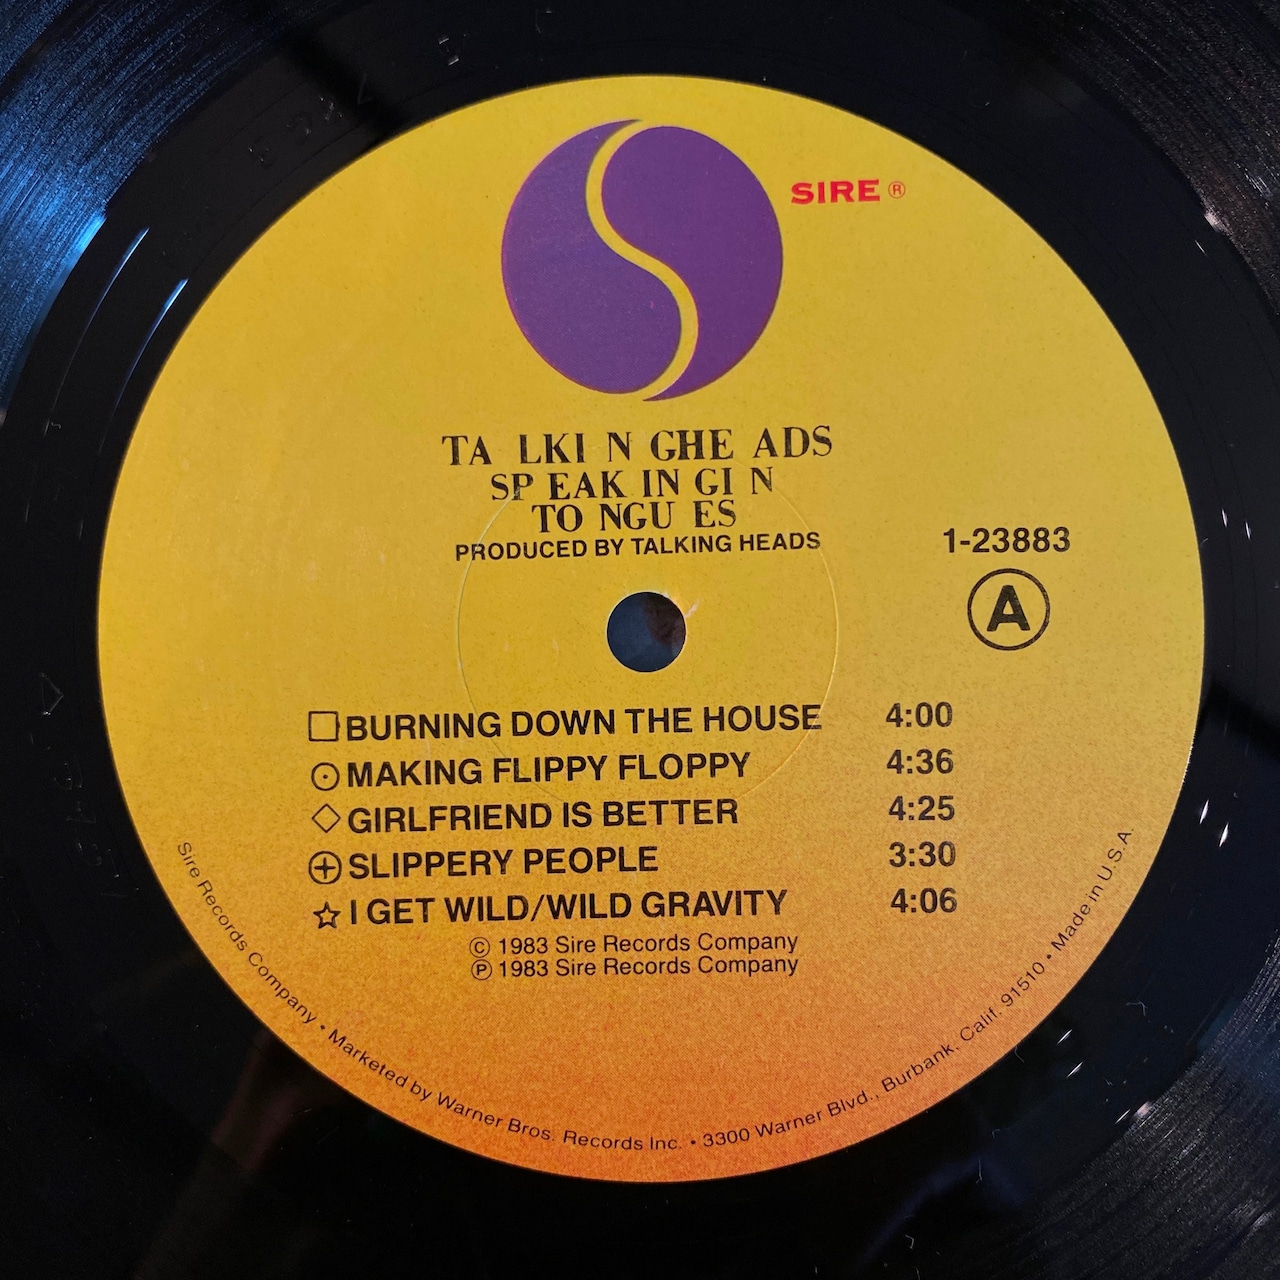 SIRE ®
TA LKI N GHE ADS
SP EAK IN GI N
TO NGU ES
PRODUCED BY TALKING HEADS
1-23883
A
BURNING DOWN THE HOUSE 4:00
MAKING FLIPPY FLOPPY 4:36
GIRLFRIEND IS BETTER 4:25
SLIPPERY PEOPLE 3:30
I GET WILD/WILD GRAVITY 4:06
© 1983 Sire Records Company
℗ 1983 Sire Records Company
Sire Records Company • Marketed by Warner Bros. Records Inc. • 3300 Warner Blvd., Burbank, Calif. 91510 • Made in U.S.A.